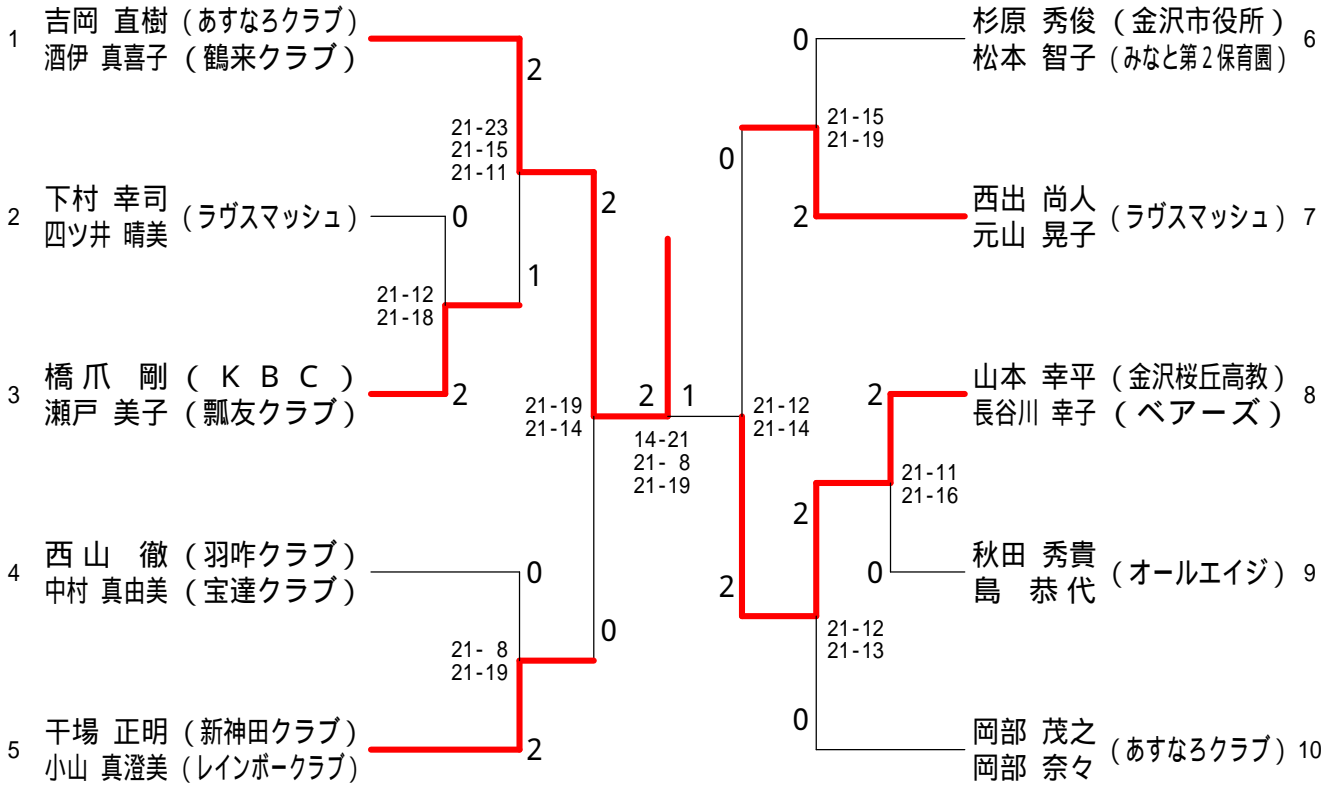 1
吉岡 直樹 (あすなろクラブ)
酒伊 真喜子 (鶴来クラブ)
2
21-23
21-15
21-11
2
下村 幸司
四ツ井 晴美
(ラヴスマッシュ)
0
1
21-12
21-18
3
橋爪 剛 (KBC)
瀬戸 美子 (瓢友クラブ)
2
2
21-19
21-14
4
西山 徹 (羽咋クラブ)
中村 真由美 (宝達クラブ)
0
0
21- 8
21-19
5
干場 正明 (新神田クラブ)
小山 真澄美 (レインボークラブ)
2
2
1
14-21
21- 8
21-19
0
杉原 秀俊 (金沢市役所)
松本 智子 (みなと第2保育園)
6
21-15
21-19
0
2
西出 尚人
元山 晃子
(ラヴスマッシュ)
7
21-12
21-14
2
山本 幸平 (金沢桜丘高教)
長谷川 幸子 (ベアーズ)
8
21-11
21-16
2
0
秋田 秀貴
島 恭代
(オールエイジ)
9
2
21-12
21-13
0
岡部 茂之
岡部 奈々
(あすなろクラブ)
10